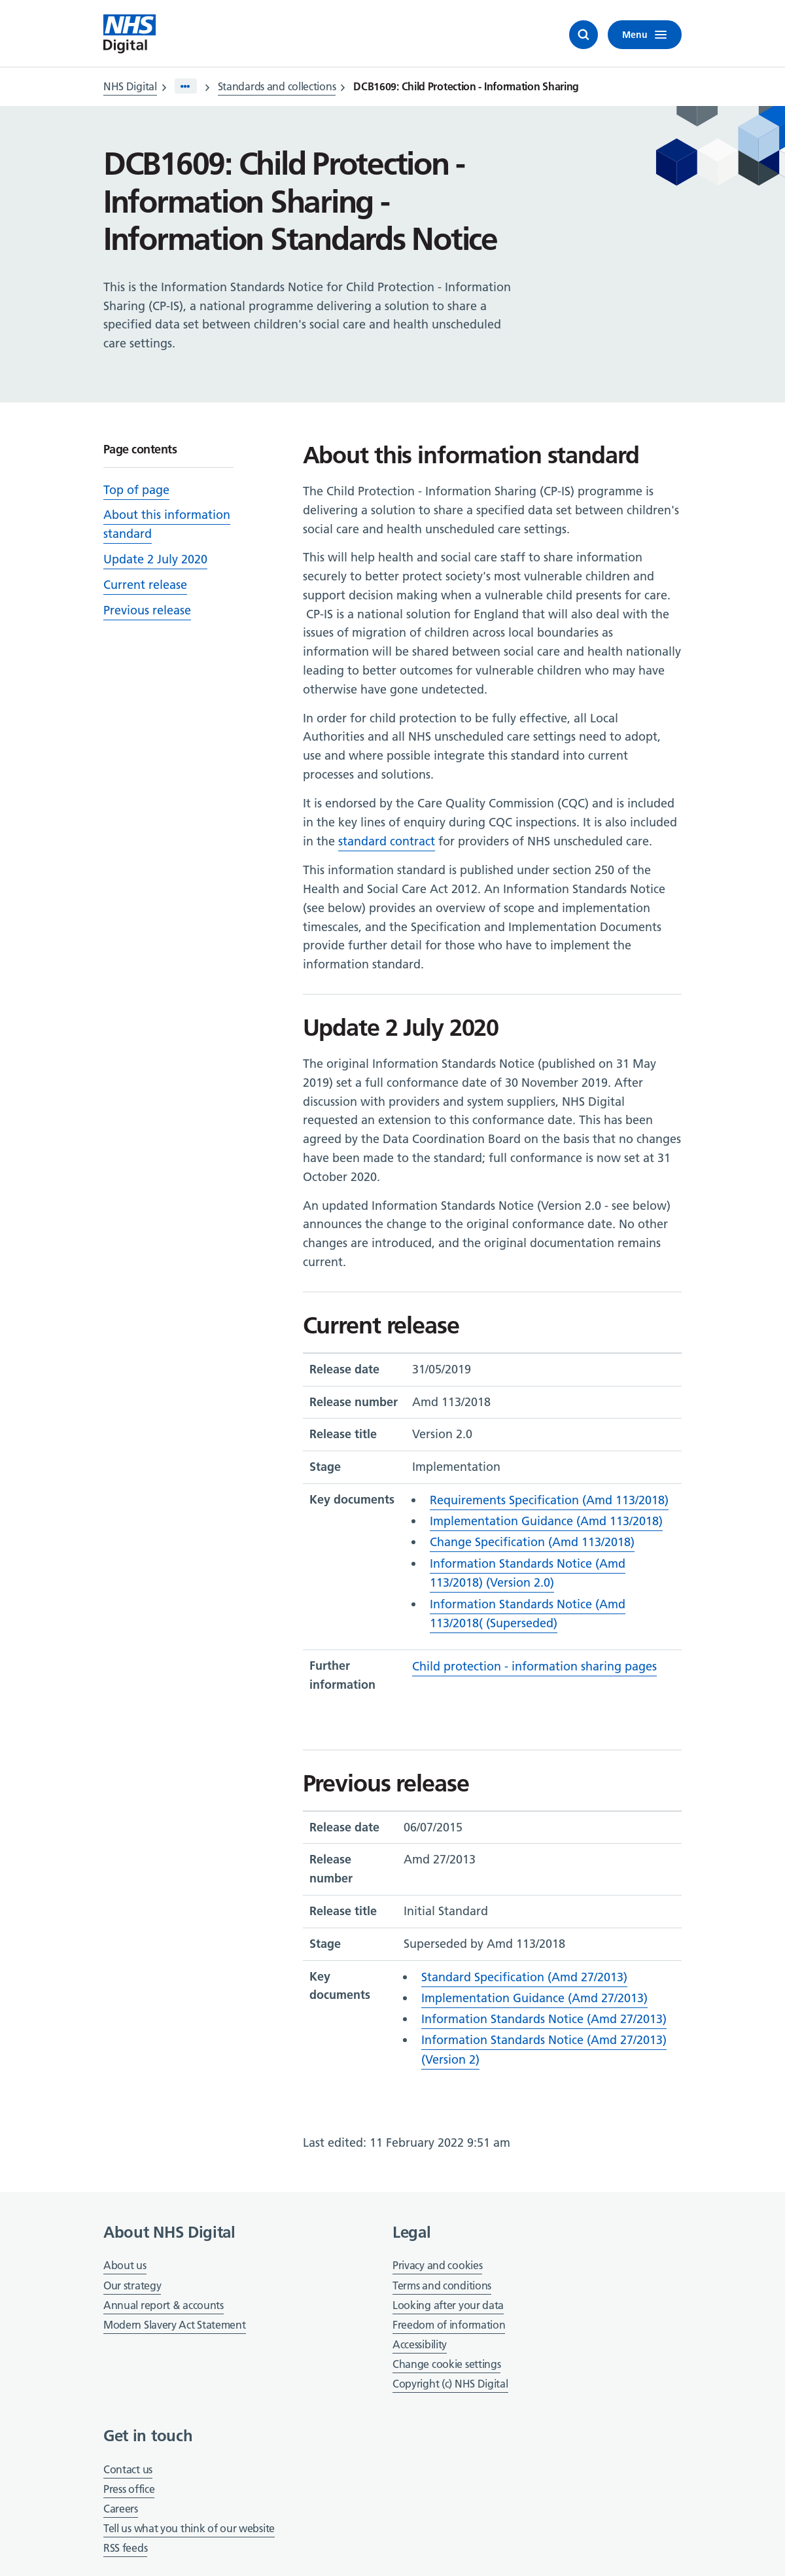 NHS
Digital
Menu
NHS Digital
•••
Standards and collections
DCB1609: Child Protection - Information Sharing
DCB1609: Child Protection -
Information Sharing -
Information Standards Notice
This is the Information Standards Notice for Child Protection - Information
Sharing (CP-IS), a national programme delivering a solution to share a
specified data set between children's social care and health unscheduled
care settings.
Page contents
Top of page
About this information
standard
Update 2 July 2020
Current release
Previous release
About this information standard
The Child Protection - Information Sharing (CP-IS) programme is
delivering a solution to share a specified data set between children's
social care and health unscheduled care settings.
This will help health and social care staff to share information
securely to better protect society's most vulnerable children and
support decision making when a vulnerable child presents for care.
CP-IS is a national solution for England that will also deal with the
issues of migration of children across local boundaries as
information will be shared between social care and health nationally
leading to better outcomes for vulnerable children who may have
otherwise have gone undetected.
In order for child protection to be fully effective, all Local
Authorities and all NHS unscheduled care settings need to adopt,
use and where possible integrate this standard into current
processes and solutions.
It is endorsed by the Care Quality Commission (CQC) and is included
in the key lines of enquiry during CQC inspections. It is also included
in the standard contract for providers of NHS unscheduled care.
This information standard is published under section 250 of the
Health and Social Care Act 2012. An Information Standards Notice
(see below) provides an overview of scope and implementation
timescales, and the Specification and Implementation Documents
provide further detail for those who have to implement the
information standard.
Update 2 July 2020
The original Information Standards Notice (published on 31 May
2019) set a full conformance date of 30 November 2019. After
discussion with providers and system suppliers, NHS Digital
requested an extension to this conformance date. This has been
agreed by the Data Coordination Board on the basis that no changes
have been made to the standard; full conformance is now set at 31
October 2020.
An updated Information Standards Notice (Version 2.0 - see below)
announces the change to the original conformance date. No other
changes are introduced, and the original documentation remains
current.
Current release
Release date 31/05/2019
Release number Amd 113/2018
Release title Version 2.0
Stage Implementation
Key documents • Requirements Specification (Amd 113/2018)
• Implementation Guidance (Amd 113/2018)
• Change Specification (Amd 113/2018)
• Information Standards Notice (Amd
113/2018) (Version 2.0)
• Information Standards Notice (Amd
113/2018( (Superseded)
Further Child protection - information sharing pages
information
Previous release
Release date 06/07/2015
Release Amd 27/2013
number
Release title Initial Standard
Stage Superseded by Amd 113/2018
Key • Standard Specification (Amd 27/2013)
documents • Implementation Guidance (Amd 27/2013)
• Information Standards Notice (Amd 27/2013)
• Information Standards Notice (Amd 27/2013)
(Version 2)
Last edited: 11 February 2022 9:51 am
About NHS Digital
About us
Our strategy
Annual report & accounts
Modern Slavery Act Statement
Legal
Privacy and cookies
Terms and conditions
Looking after your data
Freedom of information
Accessibility
Change cookie settings
Copyright (c) NHS Digital
Get in touch
Contact us
Press office
Careers
Tell us what you think of our website
RSS feeds